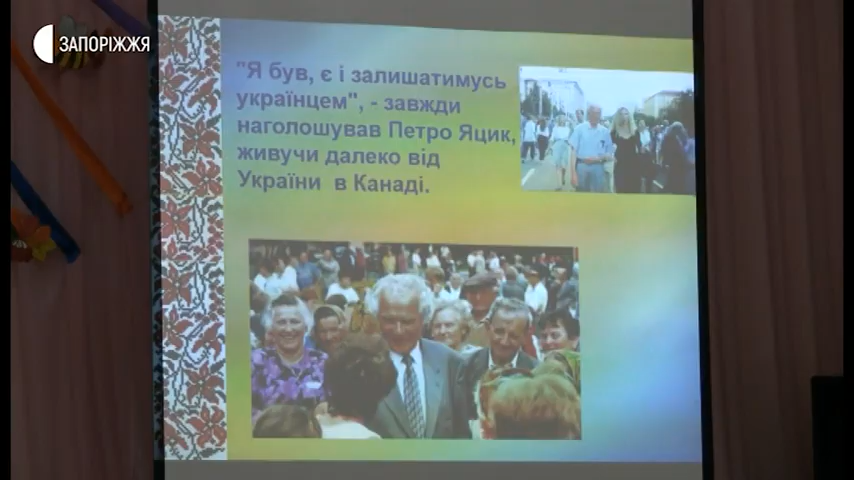 ЗАПОРІЖЖЯ
"Я був, є і залишатимусь
українцем", - завжди
наголошував Петро Яцик,
живучи далеко від
України в Канаді.